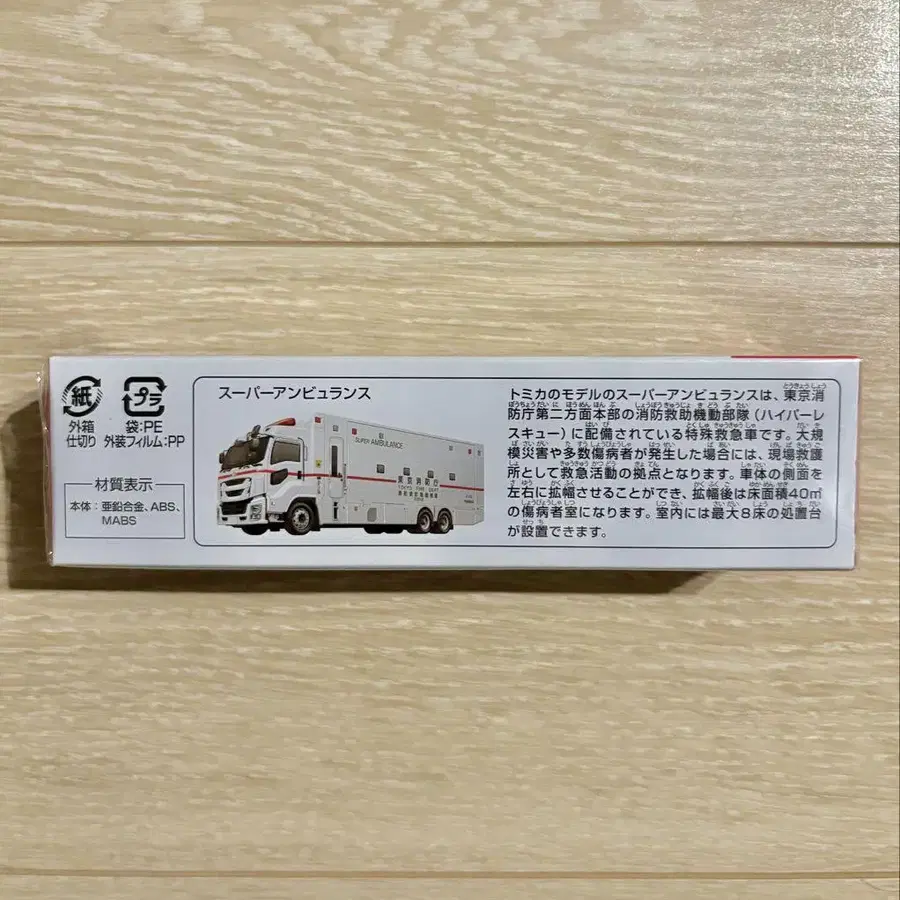 紙
外箱
仕切り
プラ
袋:PE
外装フィルム:PP
材質表示
本体:亜鉛合金、ABS、
MABS
スーパーアンビュランス
SUPER AMBULANCE
東京消防庁
TOKYO FIRE DEPT.
トミカのモデルのスーパーアンビュランスは、東京消
防庁第二方面本部の消防救助機動部隊(ハイパーレ
スキュー)に配備されている特殊救急車です。大規
模災害や多数傷病者が発生した場合には、現場救護
所として救急活動の拠点となります。車体の側面を
左右に拡幅させることができ、拡幅後は床面積40㎡
の傷病者室になります。室内には最大8床の処置台
が設置できます。